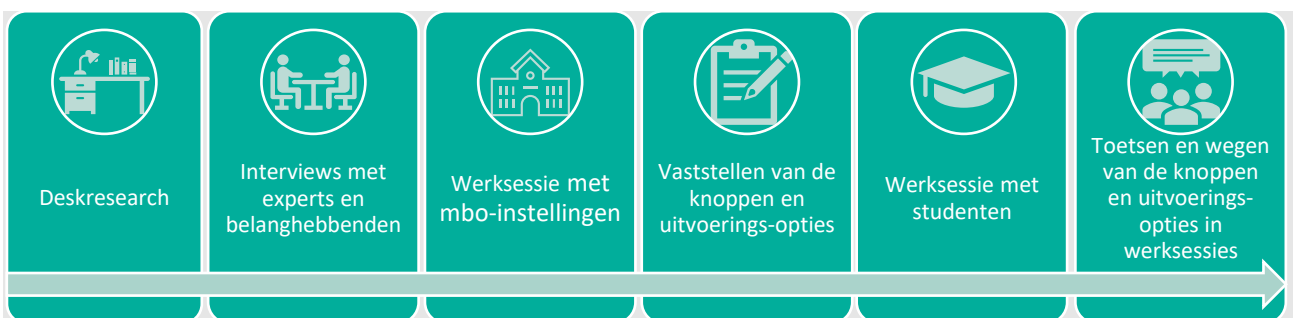 Deskresearch
Interviews met
experts en
belanghebbenden
Werksessie met
mbo-instellingen
Vaststellen van de
knoppen en
uitvoerings-opties
Werksessie met
studenten
Toetsen en wegen
van de knoppen
en uitvoerings-
opties in
werksessies